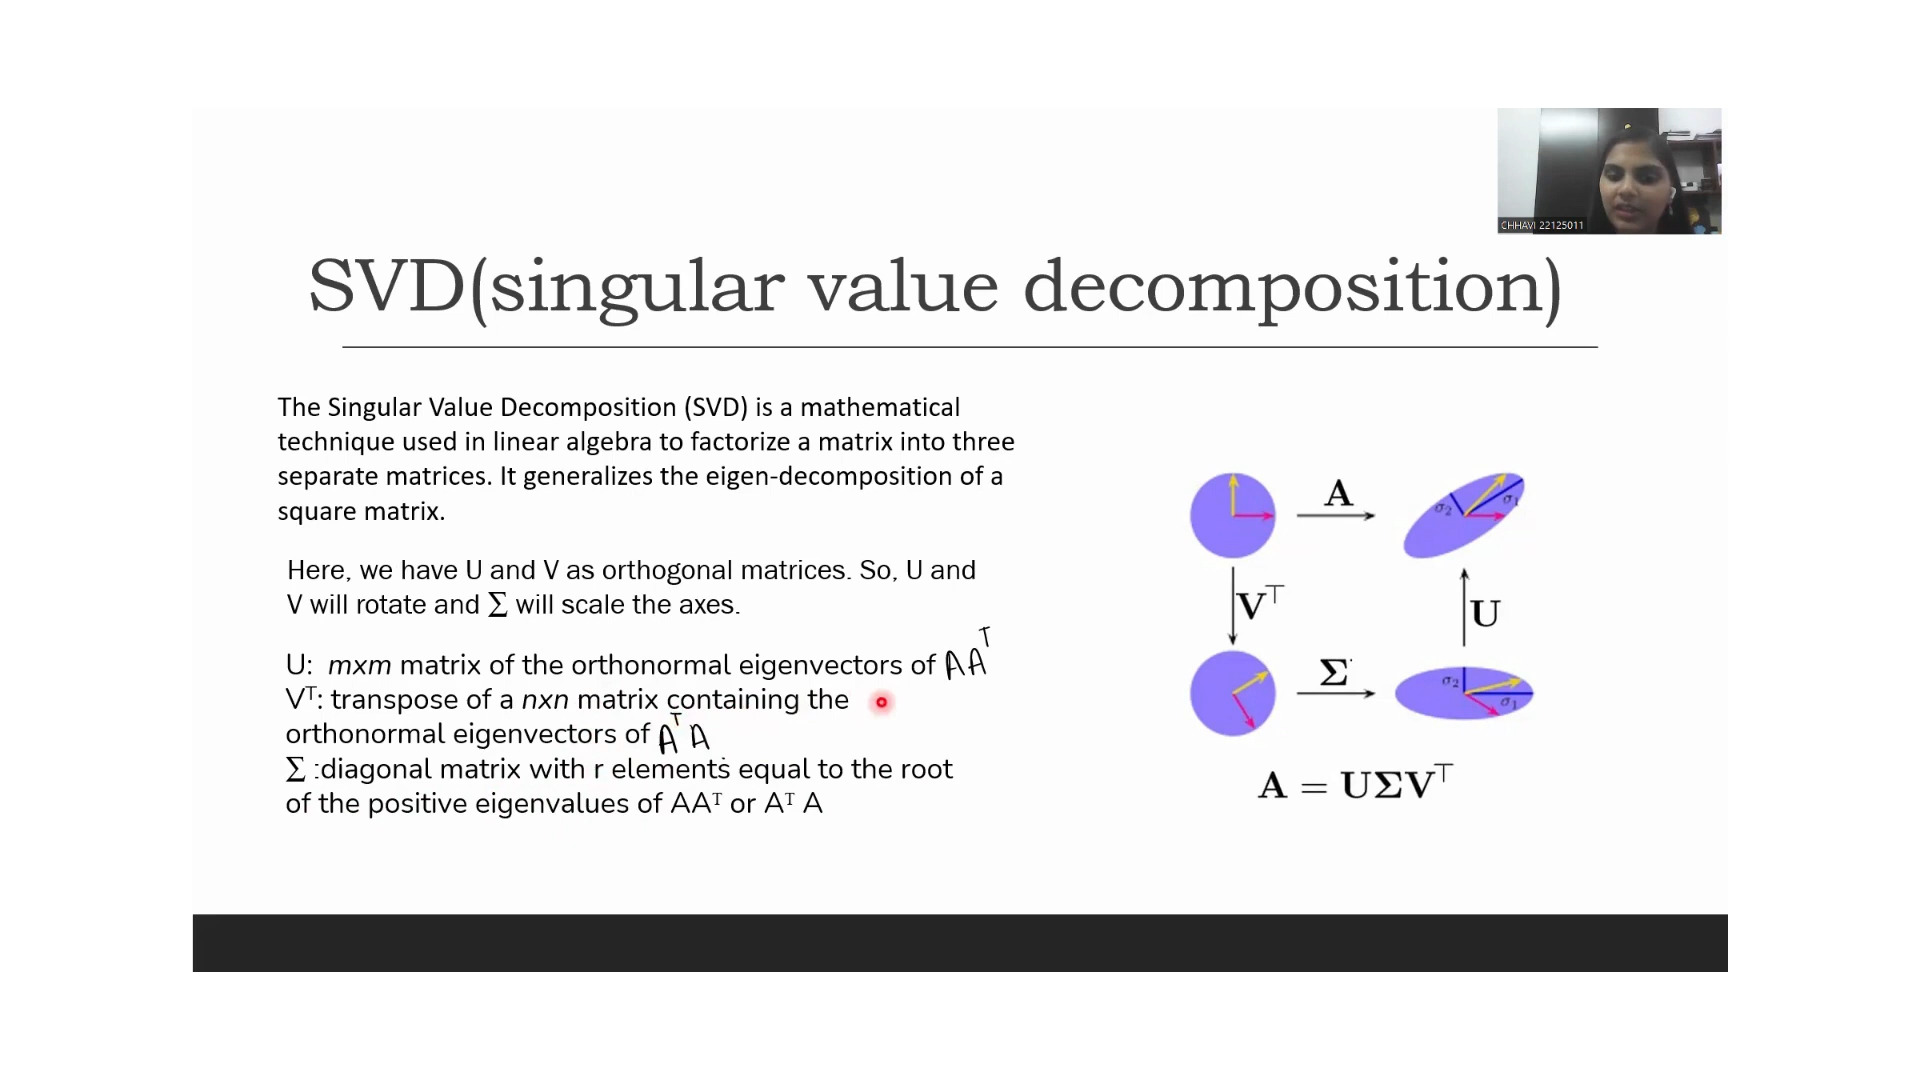 CHHAVI 22125011
SVD(singular value decomposition)
The Singular Value Decomposition (SVD) is a mathematical
technique used in linear algebra to factorize a matrix into three
separate matrices. It generalizes the eigen-decomposition of a
square matrix.
Here, we have U and V as orthogonal matrices. So, U and
V will rotate and Σ will scale the axes.
U: mxm matrix of the orthonormal eigenvectors of AAᵀ
Vᵀ: transpose of a nxn matrix containing the
orthonormal eigenvectors of AᵀA
Σ :diagonal matrix with r elements equal to the root
of the positive eigenvalues of AAᵀ or Aᵀ A
A
σ₂ σ₁
V⊤
U
Σ
σ₂ σ₁
A = UΣV⊤